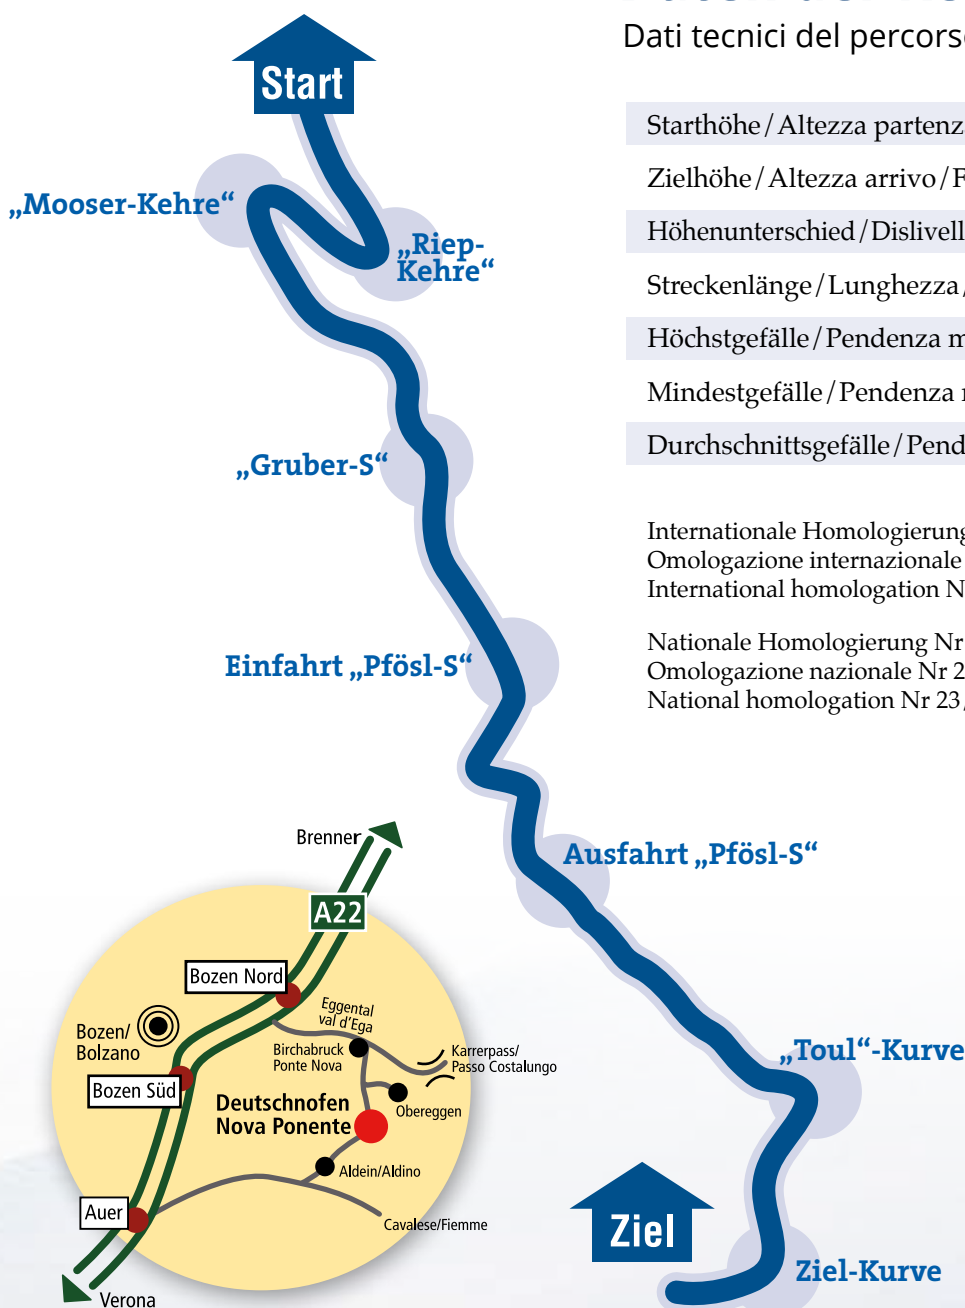 Dati tecnici del percorso
Start
Starthöhe/Altezza partenz
„Mooser-Kehre“
Zielhöhe/Altezza arrivo/F
„Riep-
Kehre“
Höhenunterschied/Dislivell
Streckenlänge/Lunghezza/
Höchstgefälle/Pendenza m
Mindestgefälle/Pendenza
Durchschnittsgefälle/Pend
„Gruber-S“
Internationale Homologierung
Omologazione internazionale
International homologation N
Einfahrt „Pfösl-S“
Nationale Homologierung Nr
Omologazione nazionale Nr 2
National homologation Nr 23
Ausfahrt „Pfösl-S“
Brenner
A22
Bozen Nord
Eggental
val d'Ega
Bozen/
Bolzano
Birchabruck
Ponte Nova
Karrerpass/
Passo Costalungo
Bozen Süd
Obereggen
Deutschnofen
Nova Ponente
Aldein/Aldino
Auer
Cavalese/Fiemme
Verona
„Toul“-Kurve
Ziel
Ziel-Kurve